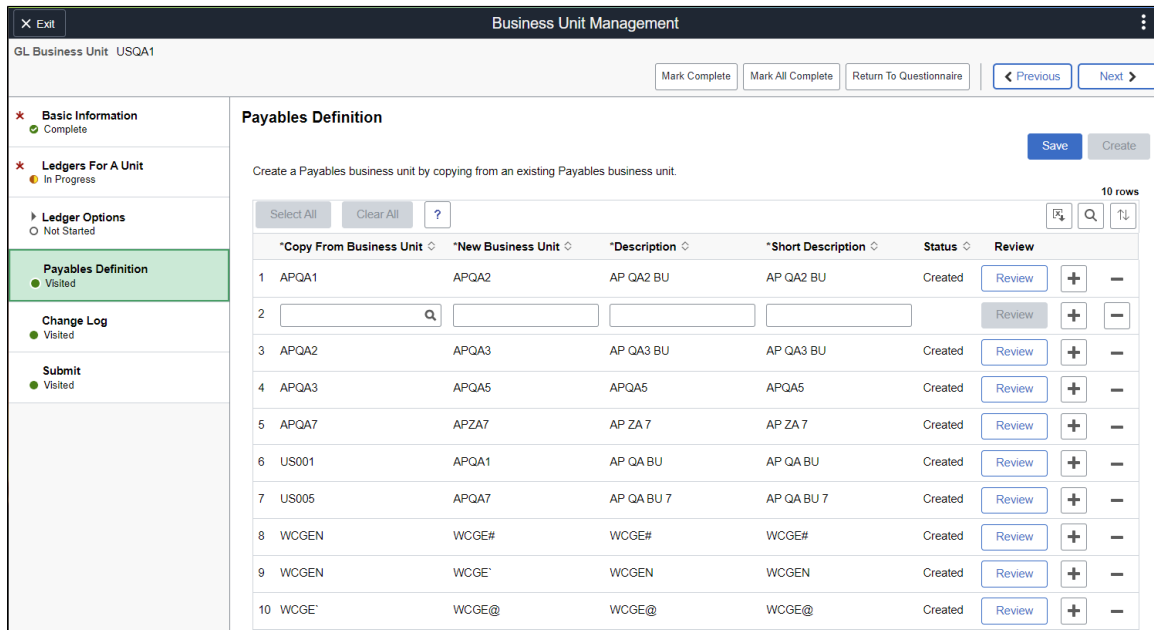 Exit
Business Unit Management
GL Business Unit USQA1
Mark Complete
Mark All Complete
Return To Questionnaire
Previous
Next
* Basic Information
Complete
* Ledgers For A Unit
In Progress
Ledger Options
Not Started
Payables Definition
Visited
Change Log
Visited
Submit
Visited
Payables Definition
Save
Create
Create a Payables business unit by copying from an existing Payables business unit.
10 rows
Select All
Clear All
?
*Copy From Business Unit *New Business Unit *Description *Short Description Status Review
1 APQA1 APQA2 AP QA2 BU AP QA2 BU Created Review
2 Review
3 APQA2 APQA3 AP QA3 BU AP QA3 BU Created Review
4 APQA3 APQA5 APQA5 APQA5 Created Review
5 APQA7 APZA7 AP ZA 7 AP ZA 7 Created Review
6 US001 APQA1 AP QA BU AP QA BU Created Review
7 US005 APQA7 AP QA BU 7 AP QA BU 7 Created Review
8 WCGEN WCGE# WCGE# WCGE# Created Review
9 WCGEN WCGE` WCGEN WCGEN Created Review
10 WCGE` WCGE@ WCGE@ WCGE@ Created Review